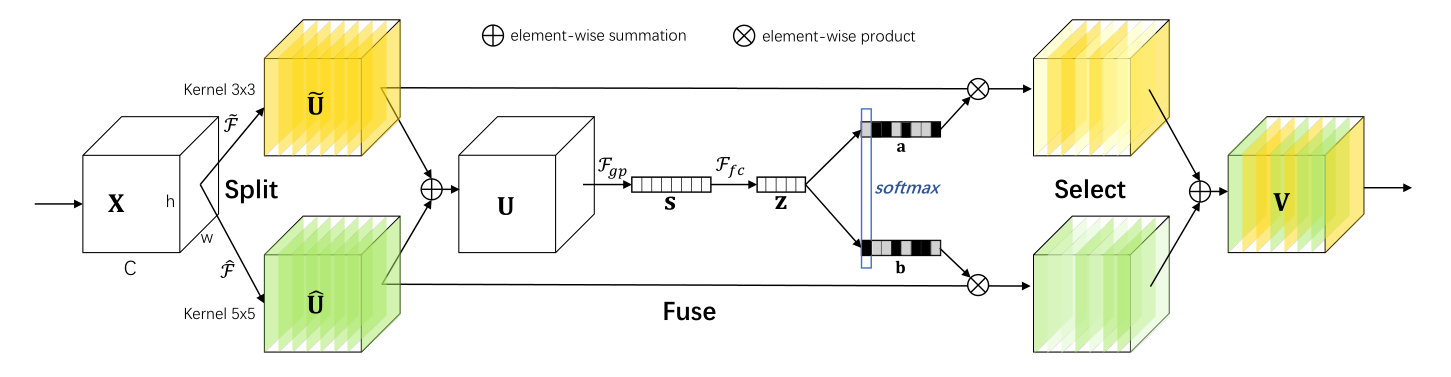 element-wise summation
element-wise product
Kernel 3x3
Ũ
ℱ̃
X
h
w
C
Split
ℱ̂
Kernel 5x5
Û
U
ℱgp
s
ℱfc
z
a
softmax
b
Fuse
Select
V